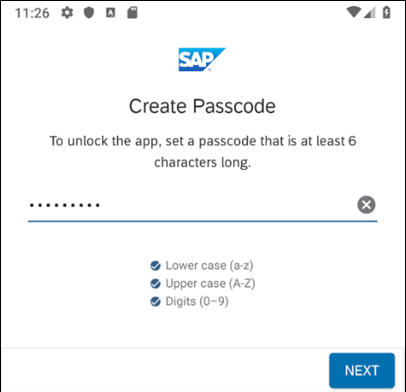 11:26
SAP
Create Passcode
To unlock the app, set a passcode that is at least 6
characters long.
•••••••••
Lower case (a-z)
Upper case (A-Z)
Digits (0–9)
NEXT